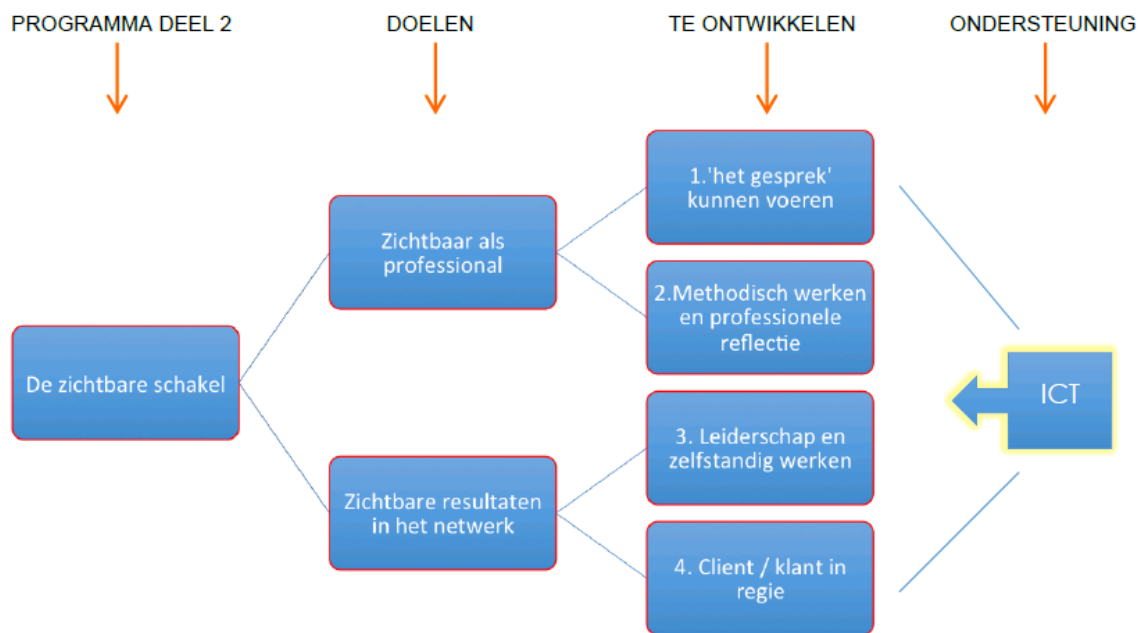 PROGRAMMA DEEL 2
DOELEN
TE ONTWIKKELEN
ONDERSTEUNING
De zichtbare schakel
Zichtbaar als
professional
Zichtbare resultaten
in het netwerk
1.'het gesprek'
kunnen voeren
2.Methodisch werken
en professionele
reflectie
3. Leiderschap en
zelfstandig werken
4. Client / klant in
regie
ICT